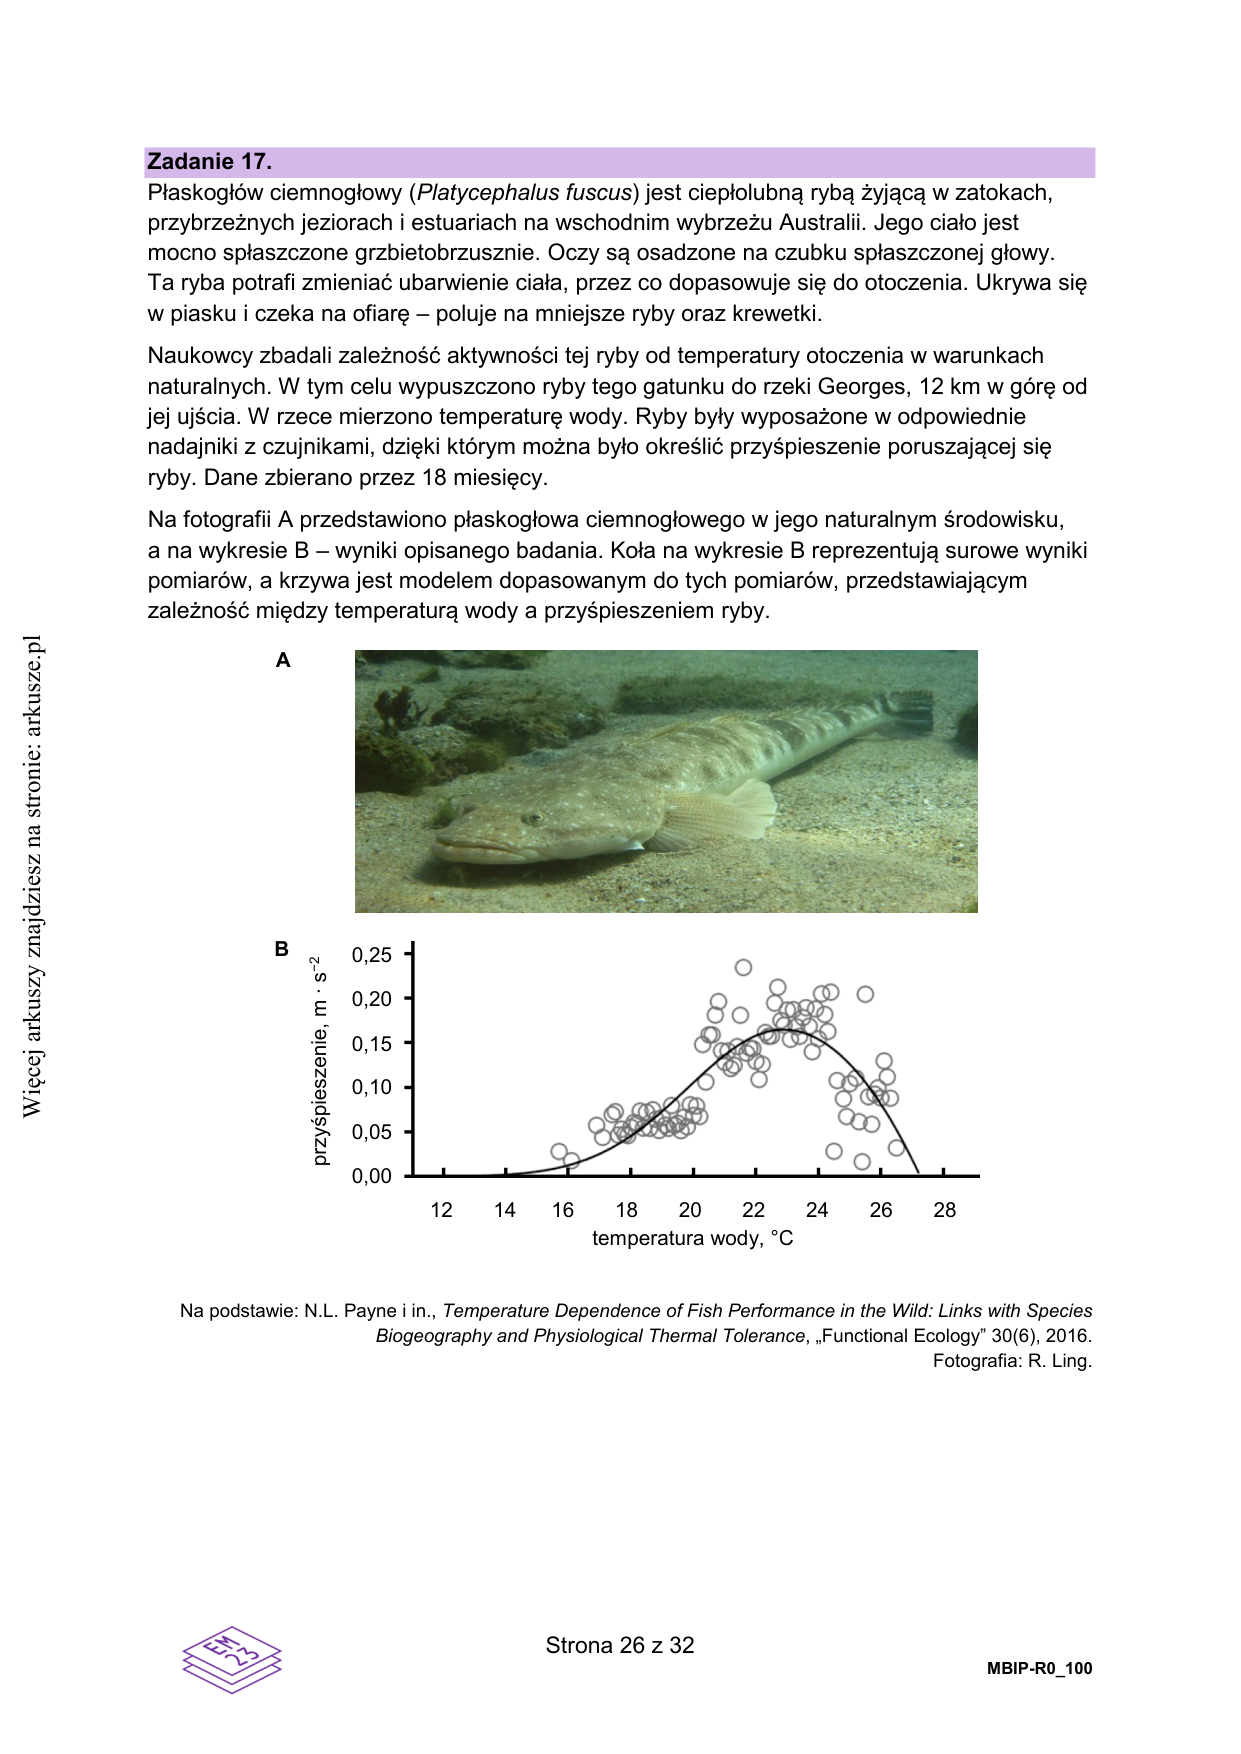 Zadanie 17.
Płaskogłów ciemnogłowy (Platycephalus fuscus) jest ciepłolubną rybą żyjącą w zatokach,
przybrzeżnych jeziorach i estuariach na wschodnim wybrzeżu Australii. Jego ciało jest
mocno spłaszczone grzbietobrzusznie. Oczy są osadzone na czubku spłaszczonej głowy.
Ta ryba potrafi zmieniać ubarwienie ciała, przez co dopasowuje się do otoczenia. Ukrywa się
w piasku i czeka na ofiarę – poluje na mniejsze ryby oraz krewetki.
Naukowcy zbadali zależność aktywności tej ryby od temperatury otoczenia w warunkach
naturalnych. W tym celu wypuszczono ryby tego gatunku do rzeki Georges, 12 km w górę od
jej ujścia. W rzece mierzono temperaturę wody. Ryby były wyposażone w odpowiednie
nadajniki z czujnikami, dzięki którym można było określić przyśpieszenie poruszającej się
ryby. Dane zbierano przez 18 miesięcy.
Na fotografii A przedstawiono płaskogłowa ciemnogłowego w jego naturalnym środowisku,
a na wykresie B – wyniki opisanego badania. Koła na wykresie B reprezentują surowe wyniki
pomiarów, a krzywa jest modelem dopasowanym do tych pomiarów, przedstawiającym
zależność między temperaturą wody a przyśpieszeniem ryby.
Więcej arkuszy znajdziesz na stronie: arkusze.pl
A
B
przyśpieszenie, m · s⁻²
0,25
0,20
0,15
0,10
0,05
0,00
12 14 16 18 20 22 24 26 28
temperatura wody, °C
Na podstawie: N.L. Payne i in., Temperature Dependence of Fish Performance in the Wild: Links with Species
Biogeography and Physiological Thermal Tolerance, „Functional Ecology” 30(6), 2016.
Fotografia: R. Ling.
EM
23
Strona 26 z 32
MBIP-R0_100